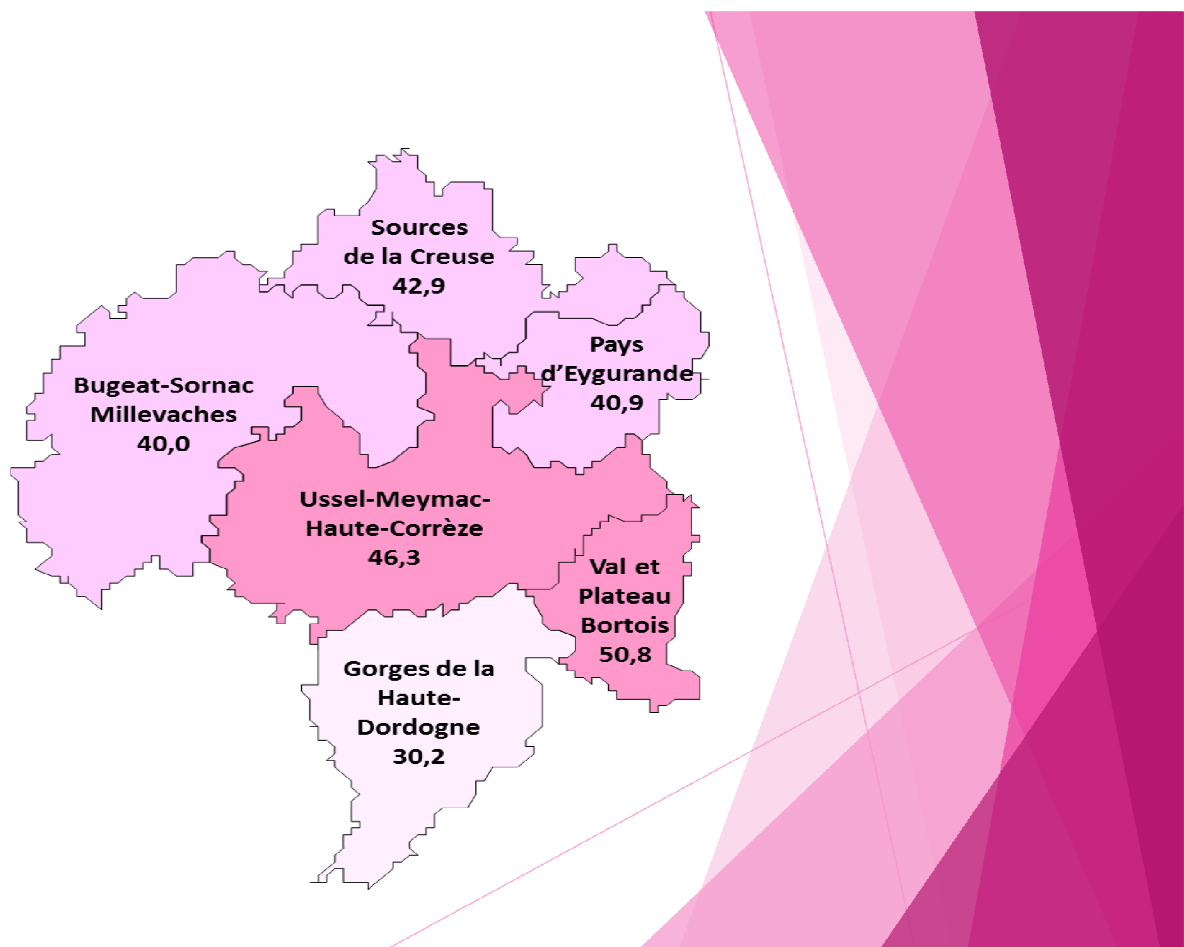 Sources
de la Creuse
42,9
Pays
d’Eygurande
40,9
Bugeat-Sornac
Millevaches
40,0
Ussel-Meymac-
Haute-Corrèze
46,3
Val et
Plateau
Bortois
50,8
Gorges de la
Haute-
Dordogne
30,2